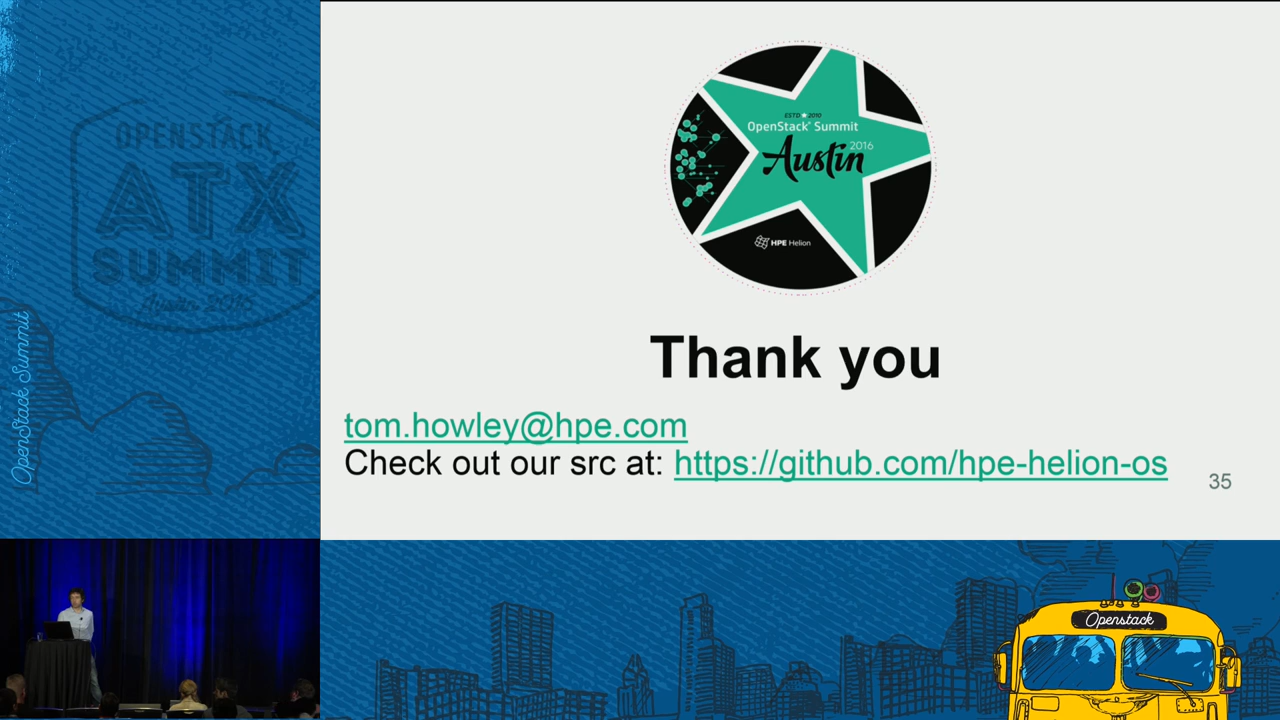 OPENSTACK
ATX
SUMMIT
Austin 2016
OpenStack Summit
ESTD 2010
OpenStack® Summit
Austin
2016
HPE Helion
Thank you
tom.howley@hpe.com
Check out our src at: https://github.com/hpe-helion-os
35
Openstack